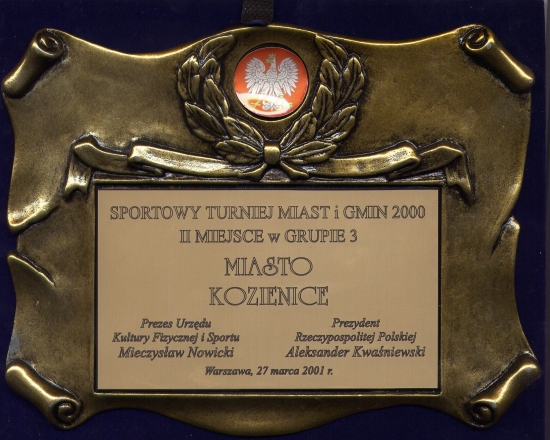 SPORTOWY TURNIEJ MIAST i GMIN 2000
II MIEJSCE w GRUPIE 3
MIASTO
KOZIENICE
Prezes Urzędu
Kultury Fizycznej i Sportu
Mieczysław Nowicki
Prezydent
Rzeczypospolitej Polskiej
Aleksander Kwaśniewski
Warszawa, 27 marca 2001 r.